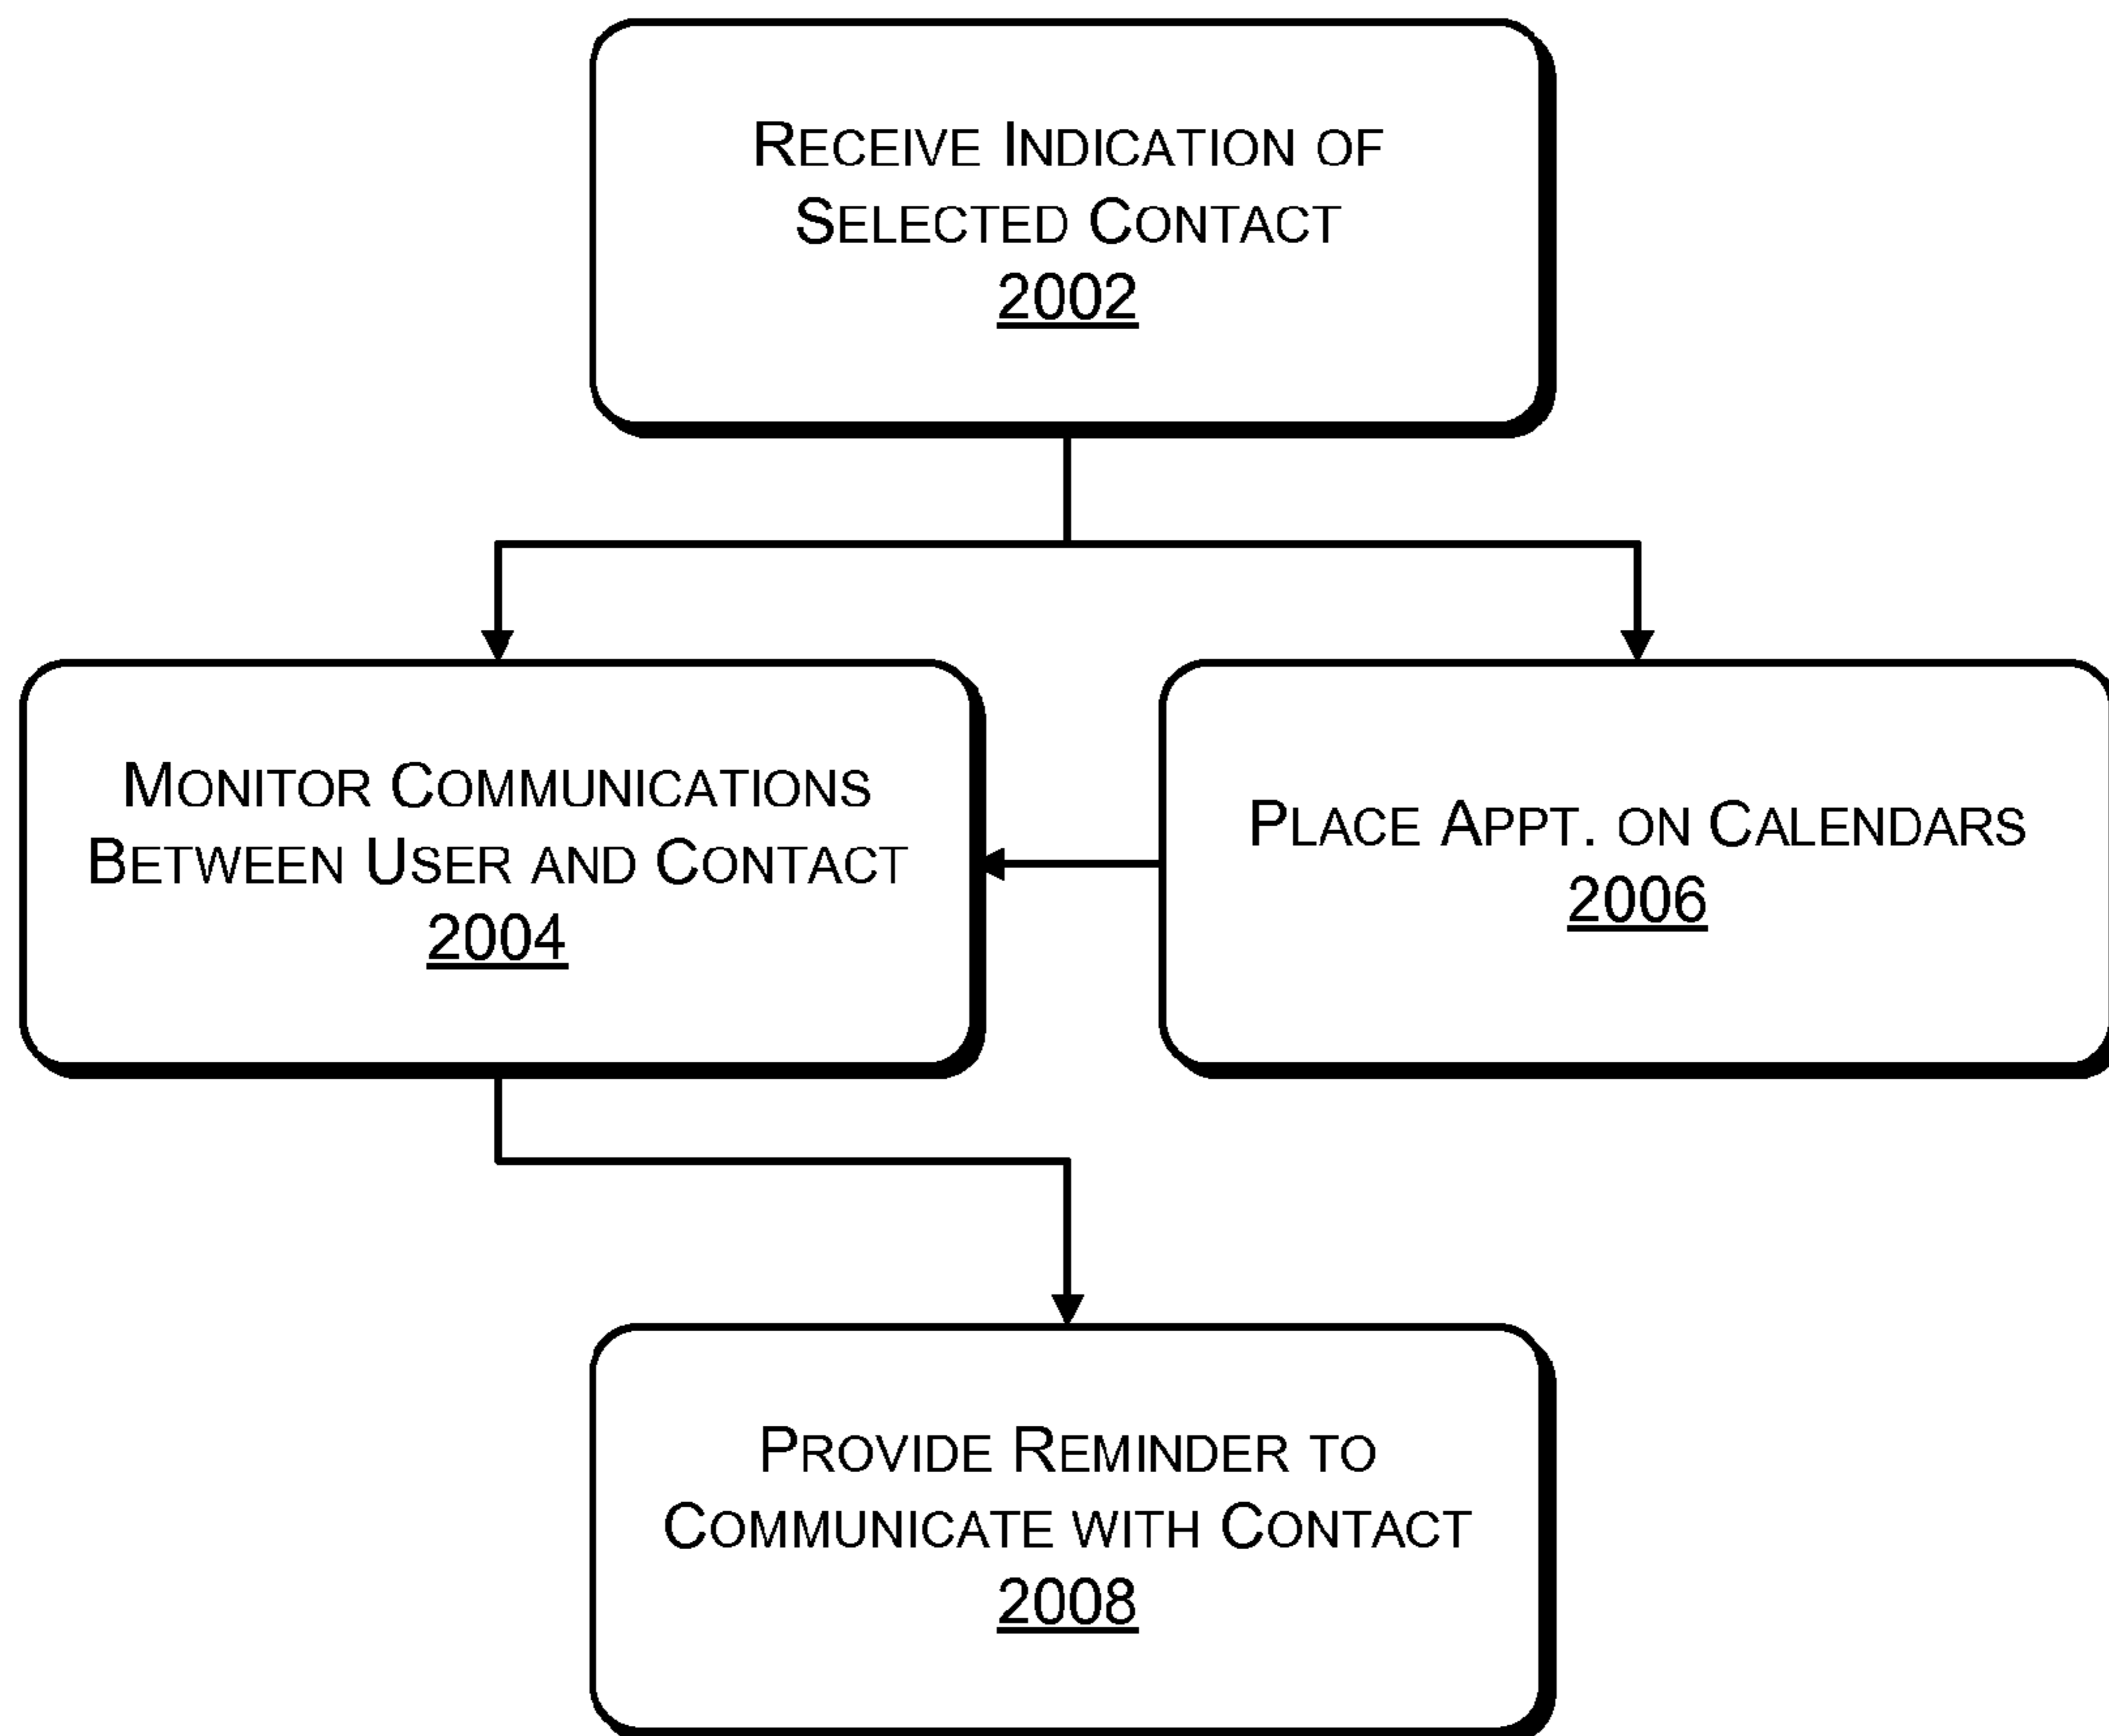 RECEIVE INDICATION OF
SELECTED CONTACT
2002
MONITOR COMMUNICATIONS
BETWEEN USER AND CONTACT
2004
PLACE APPT. ON CALENDARS
2006
PROVIDE REMINDER TO
COMMUNICATE WITH CONTACT
2008